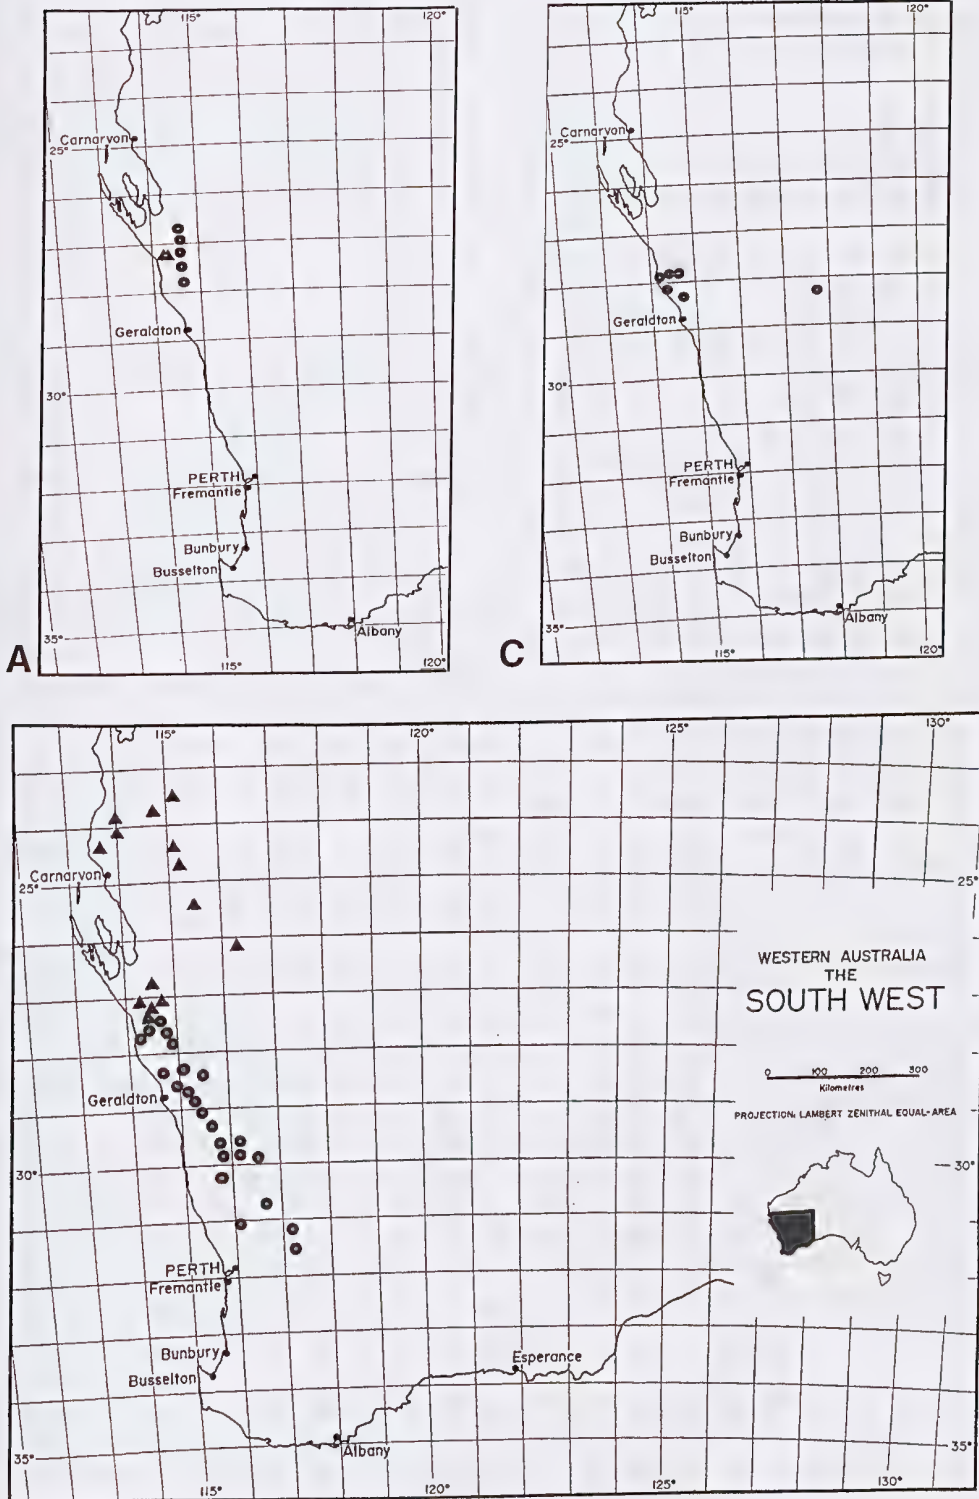 115° 120°
Carnarvon
25°
Geraldton
30°
PERTH
Fremantle
Bunbury
Busselton
Albany
35°
115° 120°
A
115° 120°
Carnarvon
25°
Geraldton
30°
PERTH
Fremantle
Bunbury
Busselton
Albany
35°
115° 120°
C
115° 120° 125° 130°
Carnarvon
25° 25°
WESTERN AUSTRALIA
THE
SOUTH WEST
0 100 200 300
Kilometres
PROJECTION: LAMBERT ZENITHAL EQUAL-AREA
Geraldton
30° 30°
PERTH
Fremantle
Bunbury
Busselton
Esperance
Albany
35° 35°
115° 120° 125° 130°